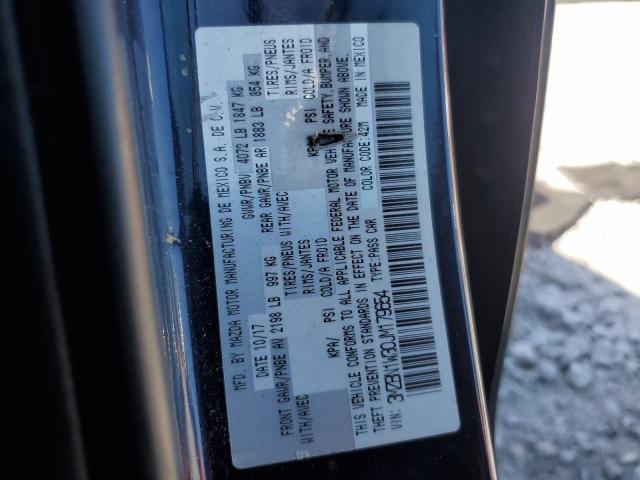 MFD. BY MAZDA MOTOR MANUFACTURING DE MEXICO S.A. DE C.V.
DATE 10/17 GVWR/PNBV 4072 LB 1847 KG
FRONT GAWR/PNBE AV 2198 LB 997 KG REAR GAWR/PNBE AR 1883 LB 854 KG
WITH/AVEC TIRES/PNEUS WITH/AVEC TIRES/PNEUS
RIMS/JANTES RIMS/JANTES
KPA/ PSI COLD/A FROID KPA/ PSI COLD/A FROID
THIS VEHICLE CONFORMS TO ALL APPLICABLE FEDERAL MOTOR VEHICLE SAFETY, BUMPER, AND
THEFT PREVENTION STANDARDS IN EFFECT ON THE DATE OF MANUFACTURE SHOWN ABOVE.
VIN: 3MZBN1W30JM179554 TYPE: PASS CAR COLOR CODE: 42M MADE IN MEXICO